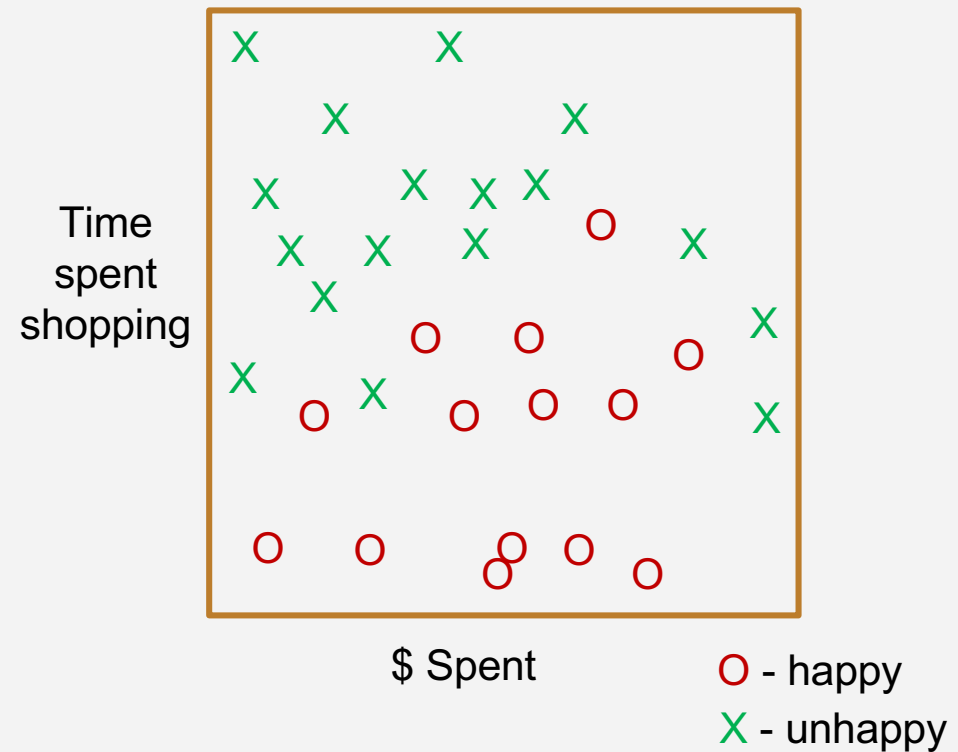 Time
spent
shopping
$ Spent
O - happy
X - unhappy